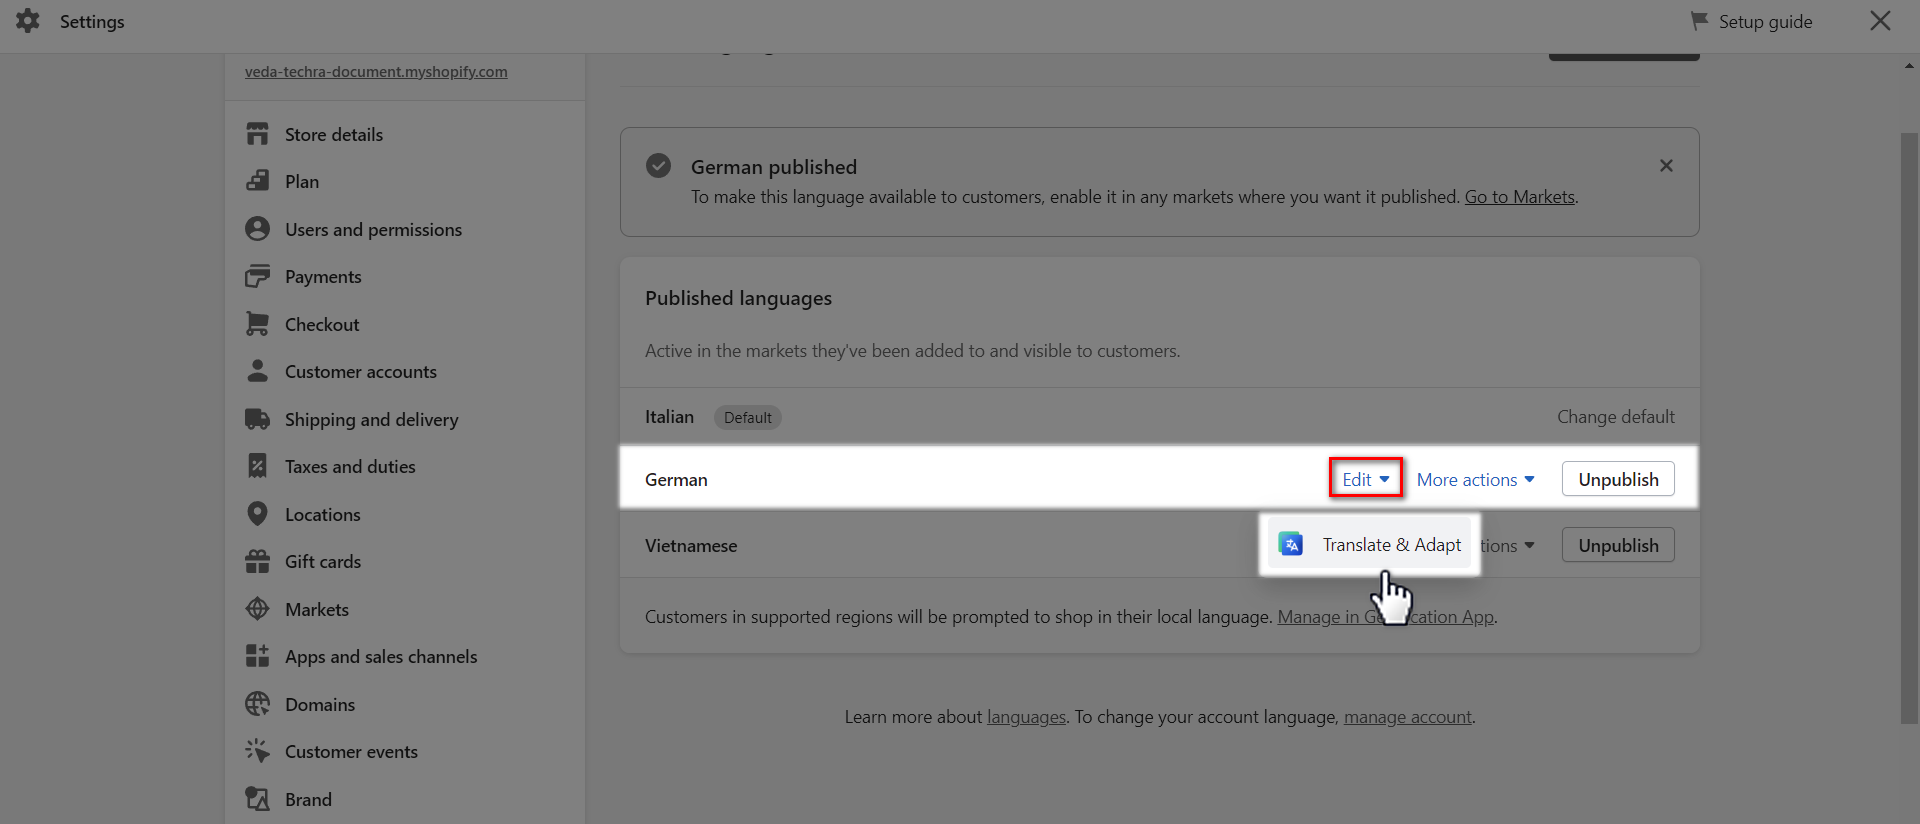 Settings
Setup guide
veda-techra-document.myshopify.com
Store details
Plan
Users and permissions
Payments
Checkout
Customer accounts
Shipping and delivery
Taxes and duties
Locations
Gift cards
Markets
Apps and sales channels
Domains
Customer events
Brand
German published
To make this language available to customers, enable it in any markets where you want it published. Go to Markets.
Published languages
Active in the markets they've been added to and visible to customers.
Italian Default Change default
German Edit More actions Unpublish
Translate & Adapt
Vietnamese Unpublish
Customers in supported regions will be prompted to shop in their local language. Manage in App.
Learn more about languages. To change your account language, manage account.